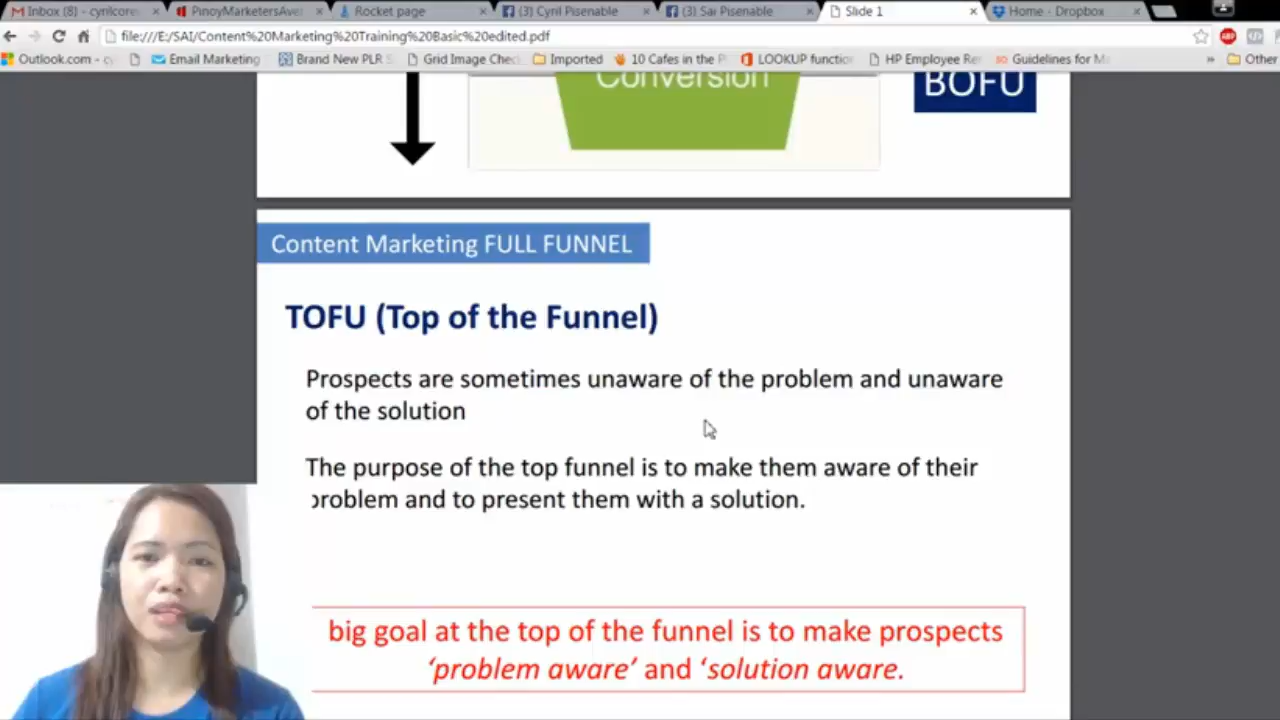 Inbox (8) - cyrilcore
PinoyMarketersAve
Rocket page
(3) Cyril Pisenable
(3) Sai Pisenable
Slide 1
Home - Dropbox
file:///E:/SAI/Content%20Marketing%20Training%20Basic%20edited.pdf
Outlook.com - c
Email Marketing
Brand New PLR S
Grid Image Chec
Imported
10 Cafes in the P
LOOKUP functio
HP Employee Re
Guidelines for M
Other
Conversion
BOFU
Content Marketing FULL FUNNEL
TOFU (Top of the Funnel)
Prospects are sometimes unaware of the problem and unaware
of the solution
The purpose of the top funnel is to make them aware of their
problem and to present them with a solution.
big goal at the top of the funnel is to make prospects
‘problem aware’ and ‘solution aware.